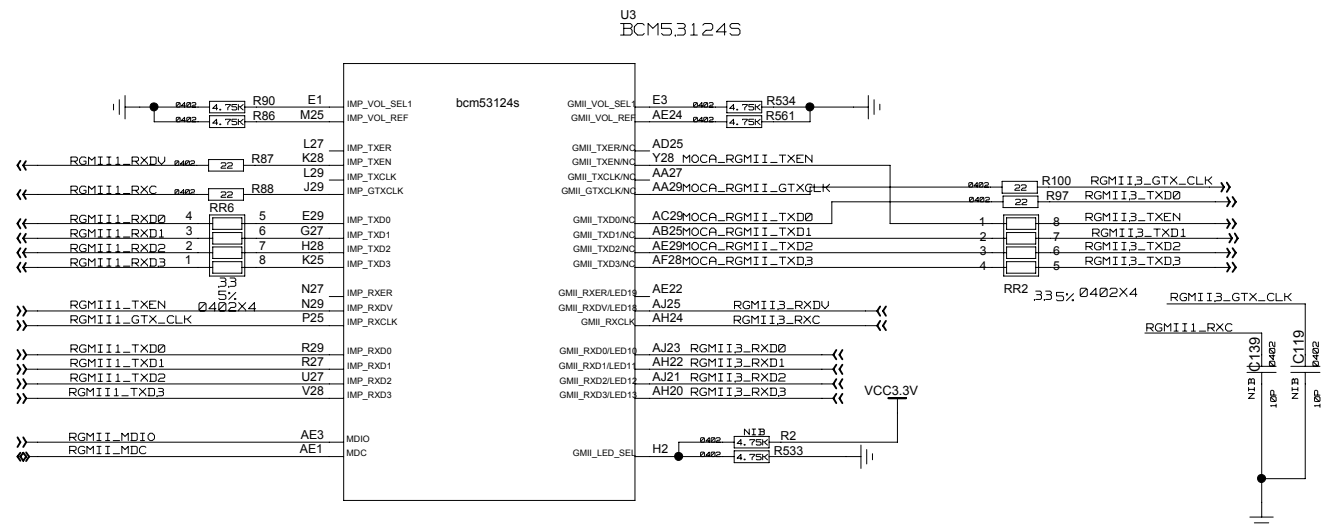 U3
BCM53124S
bcm53124s
0402 4.75K R90 E1 IMP_VOL_SEL1
0402 4.75K R86 M25 IMP_VOL_REF
L27 IMP_TXER
RGMII1_RXDV 0402 22 R87 K28 IMP_TXEN
L29 IMP_TXCLK
RGMII1_RXC 0402 22 R88 J29 IMP_GTXCLK
RR6
RGMII1_RXD0 4 5 E29 IMP_TXD0
RGMII1_RXD1 3 6 G27 IMP_TXD1
RGMII1_RXD2 2 7 H28 IMP_TXD2
RGMII1_RXD3 1 8 K25 IMP_TXD3
33
5%
0402X4
N27 IMP_RXER
RGMII1_TXEN N29 IMP_RXDV
RGMII1_GTX_CLK P25 IMP_RXCLK
RGMII1_TXD0 R29 IMP_RXD0
RGMII1_TXD1 R27 IMP_RXD1
RGMII1_TXD2 U27 IMP_RXD2
RGMII1_TXD3 V28 IMP_RXD3
RGMII_MDIO AE3 MDIO
RGMII_MDC AE1 MDC
GMII_VOL_SEL1 E3 0402 4.75K R534
GMII_VOL_REF AE24 0402 4.75K R561
GMII_TXER/NC AD25
GMII_TXEN/NC Y28 MOCA_RGMII_TXEN
GMII_TXCLK/NC AA27
GMII_GTXCLK/NC AA29 MOCA_RGMII_GTXCLK
GMII_TXD0/NC AC29 MOCA_RGMII_TXD0
GMII_TXD1/NC AB25 MOCA_RGMII_TXD1
GMII_TXD2/NC AE29 MOCA_RGMII_TXD2
GMII_TXD3/NC AF28 MOCA_RGMII_TXD3
0402 22 R100 RGMII3_GTX_CLK
0402 22 R97 RGMII3_TXD0
1 8 RGMII3_TXEN
2 7 RGMII3_TXD1
3 6 RGMII3_TXD2
4 5 RGMII3_TXD3
RR2 33 5% 0402X4
GMII_RXER/LED19 AE22
GMII_RXDV/LED18 AJ25 RGMII3_RXDV
GMII_RXCLK AH24 RGMII3_RXC
GMII_RXD0/LED10 AJ23 RGMII3_RXD0
GMII_RXD1/LED11 AH22 RGMII3_RXD1
GMII_RXD2/LED12 AJ21 RGMII3_RXD2
GMII_RXD3/LED13 AH20 RGMII3_RXD3
VCC3.3V
NIB
0402 4.75K R2
GMII_LED_SEL H2 0402 4.75K R533
RGMII3_GTX_CLK
RGMII1_RXC
C139 0402
NIB 10P
C119 0402
NIB 10P